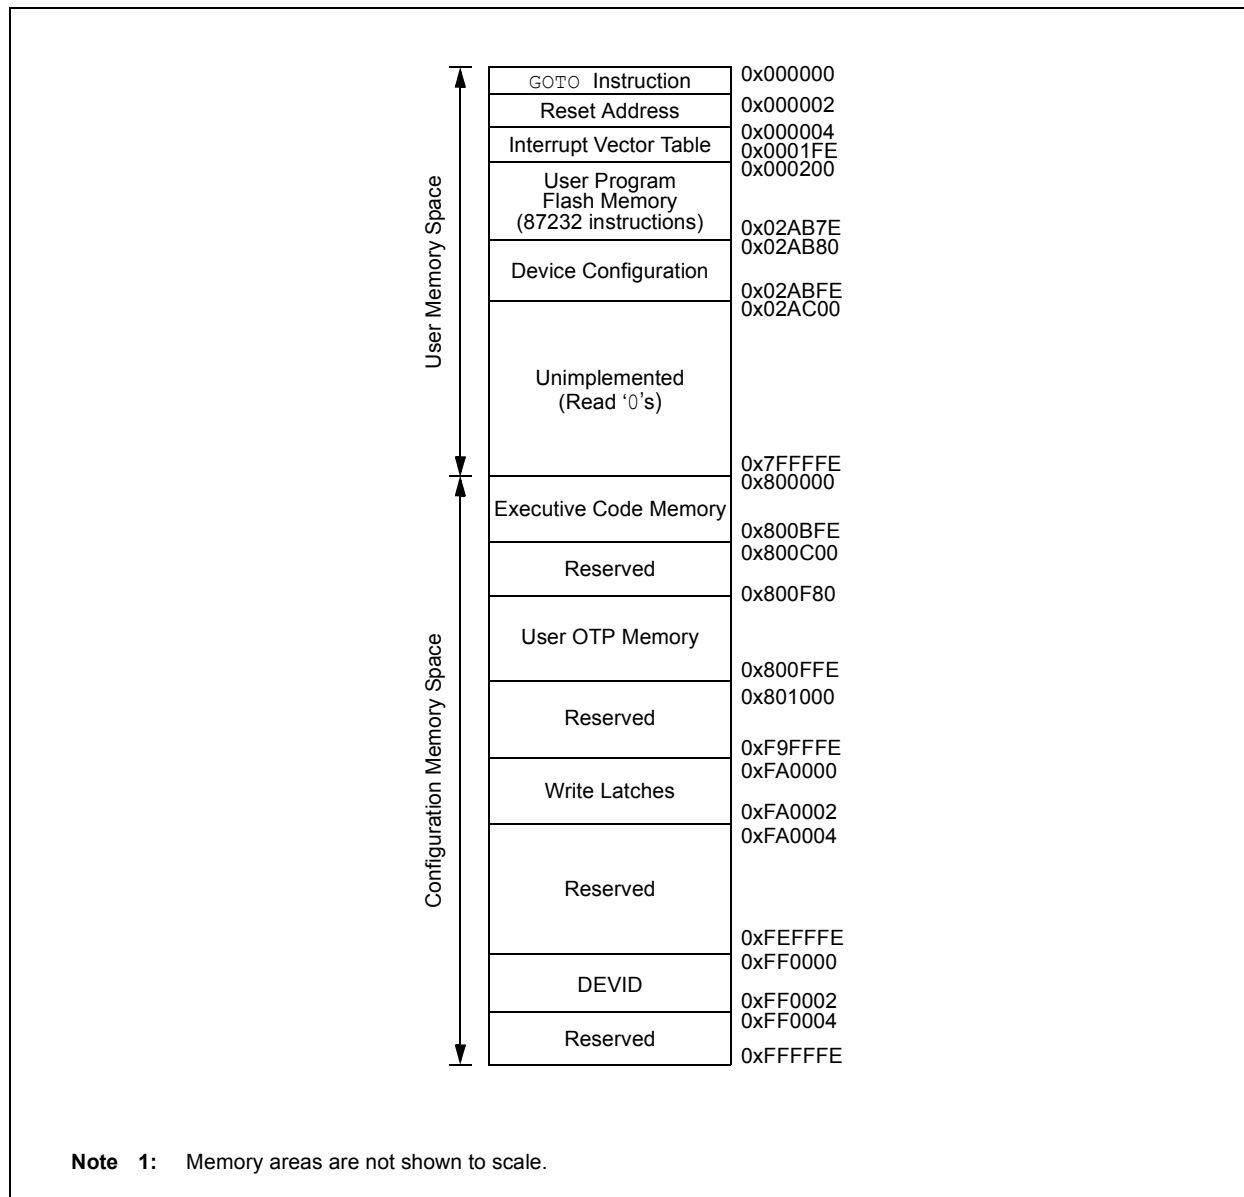 GOTO Instruction
0x000000
Reset Address
0x000002
Interrupt Vector Table
0x000004
0x0001FE
User Program
Flash Memory
(87232 instructions)
0x000200
0x02AB7E
Device Configuration
0x02AB80
0x02ABFE
Unimplemented
(Read ‘0’s)
0x02AC00
0x7FFFFE
User Memory Space
Executive Code Memory
0x800000
0x800BFE
Reserved
0x800C00
User OTP Memory
0x800F80
0x800FFE
Reserved
0x801000
0xF9FFFE
Write Latches
0xFA0000
0xFA0002
Reserved
0xFA0004
0xFEFFFE
DEVID
0xFF0000
0xFF0002
Reserved
0xFF0004
0xFFFFFE
Configuration Memory Space
Note 1: Memory areas are not shown to scale.